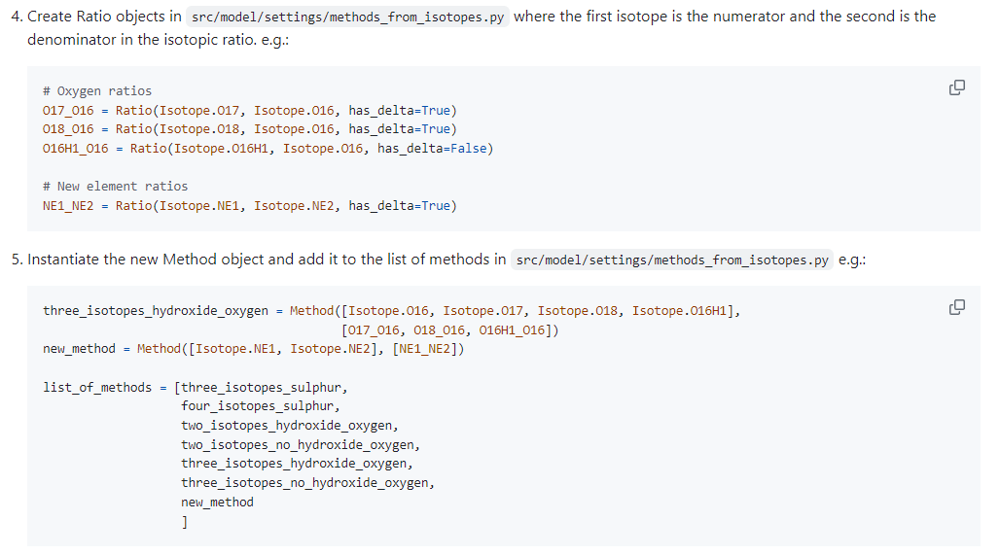 4. Create Ratio objects in src/model/settings/methods_from_isotopes.py where the first isotope is the numerator and the second is the
denominator in the isotopic ratio. e.g.:
# Oxygen ratios
O17_O16 = Ratio(Isotope.O17, Isotope.O16, has_delta=True)
O18_O16 = Ratio(Isotope.O18, Isotope.O16, has_delta=True)
O16H1_O16 = Ratio(Isotope.O16H1, Isotope.O16, has_delta=False)
# New element ratios
NE1_NE2 = Ratio(Isotope.NE1, Isotope.NE2, has_delta=True)
5. Instantiate the new Method object and add it to the list of methods in src/model/settings/methods_from_isotopes.py e.g.:
three_isotopes_hydroxide_oxygen = Method([Isotope.O16, Isotope.O17, Isotope.O18, Isotope.O16H1],
[O17_O16, O18_O16, O16H1_O16])
new_method = Method([Isotope.NE1, Isotope.NE2], [NE1_NE2])
list_of_methods = [three_isotopes_sulphur,
four_isotopes_sulphur,
two_isotopes_hydroxide_oxygen,
two_isotopes_no_hydroxide_oxygen,
three_isotopes_hydroxide_oxygen,
three_isotopes_no_hydroxide_oxygen,
new_method
]